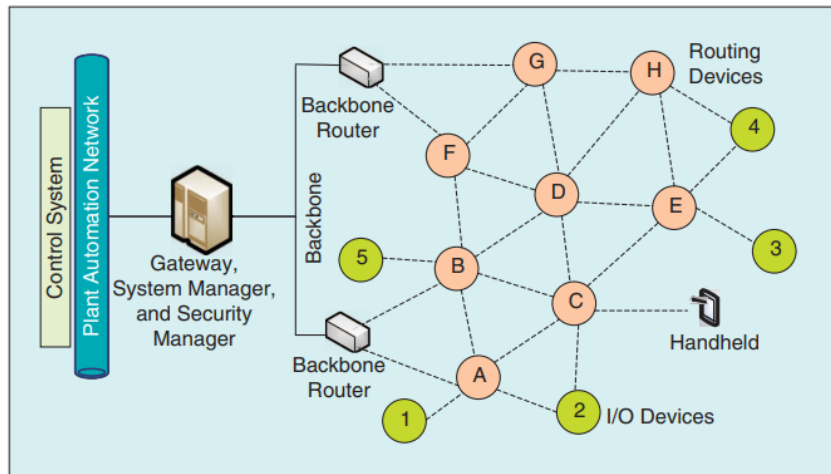 Control System
Plant Automation Network
Gateway,
System Manager,
and Security
Manager
Backbone
Backbone
Router
Backbone
Router
G
H
Routing
Devices
F
4
D
E
5
B
3
C
Handheld
A
1
2
I/O Devices